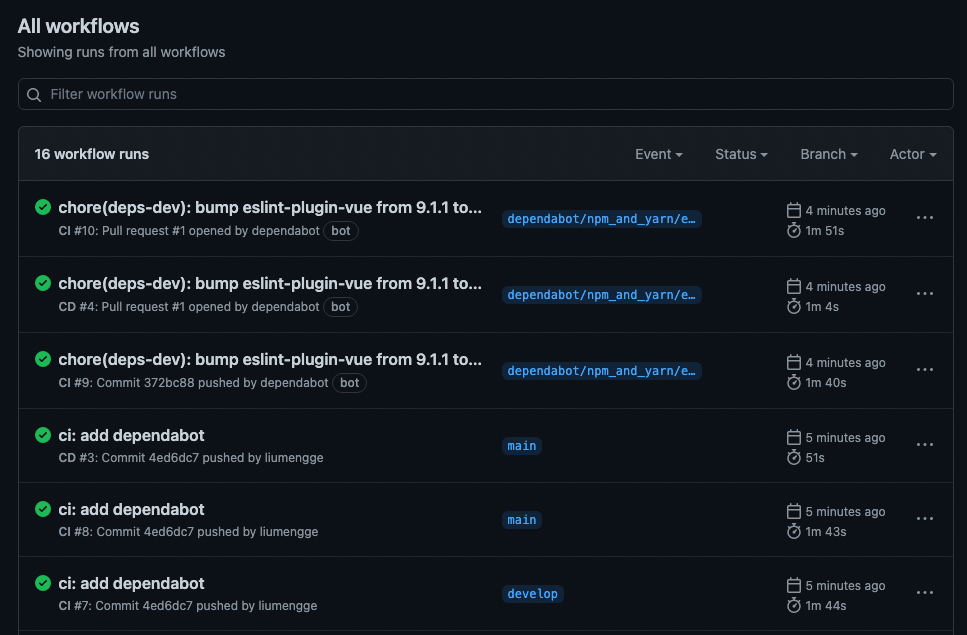 All workflows
Showing runs from all workflows
Filter workflow runs
16 workflow runs Event Status Branch Actor
chore(deps-dev): bump eslint-plugin-vue from 9.1.1 to...
CI #10: Pull request #1 opened by dependabot bot
dependabot/npm_and_yarn/e…
4 minutes ago
1m 51s
chore(deps-dev): bump eslint-plugin-vue from 9.1.1 to...
CD #4: Pull request #1 opened by dependabot bot
dependabot/npm_and_yarn/e…
4 minutes ago
1m 4s
chore(deps-dev): bump eslint-plugin-vue from 9.1.1 to...
CI #9: Commit 372bc88 pushed by dependabot bot
dependabot/npm_and_yarn/e…
4 minutes ago
1m 40s
ci: add dependabot
CD #3: Commit 4ed6dc7 pushed by liumengge
main
5 minutes ago
51s
ci: add dependabot
CI #8: Commit 4ed6dc7 pushed by liumengge
main
5 minutes ago
1m 43s
ci: add dependabot
CI #7: Commit 4ed6dc7 pushed by liumengge
develop
5 minutes ago
1m 44s